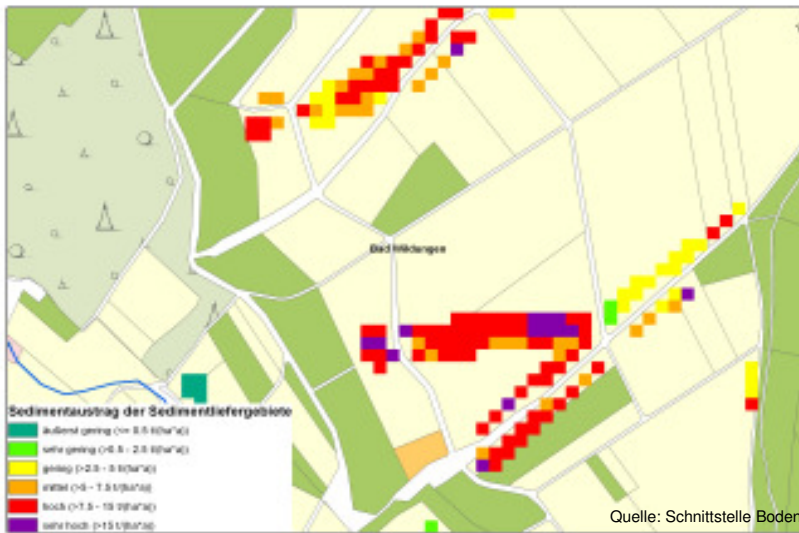 Bad Wildungen
Sedimentaustrag der Sedimentliefergebiete
äußerst gering (<= 0.5 t/(ha*a))
sehr gering (>0.5 - 2.5 t/(ha*a))
gering (>2.5 - 5 t/(ha*a))
mittel (>5 - 7.5 t/(ha*a))
hoch (>7.5 - 15 t/(ha*a))
sehr hoch (>15 t/(ha*a))
Quelle: Schnittstelle Boden